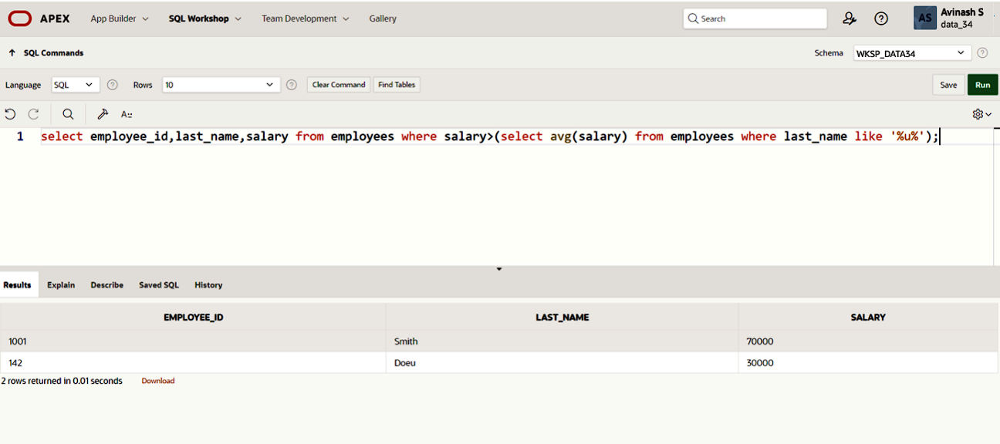 APEX App Builder SQL Workshop Team Development Gallery Search AS Avinash S
data_34
↑ SQL Commands Schema WKSP_DATA34
Language SQL Rows 10 Clear Command Find Tables Save Run
A::
1 select employee_id,last_name,salary from employees where salary>(select avg(salary) from employees where last_name like '%u%');
Results Explain Describe Saved SQL History
EMPLOYEE_ID LAST_NAME SALARY
1001 Smith 70000
142 Doeu 30000
2 rows returned in 0.01 seconds Download